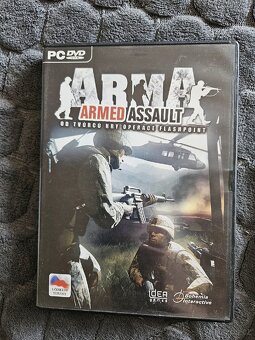 PC DVD
ARMA
ARMED ASSAULT
OD TVŮRCŮ HRY OPERACE FLASHPOINT
IDEA
GAMES
Bohemia
Interactive